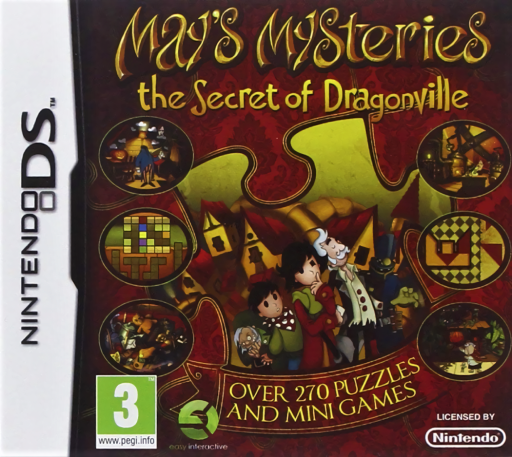 May's Mysteries
the Secret of Dragonville
NINTENDO DS™
OVER 270 PUZZLES
AND MINI GAMES
3
www.pegi.info
easy interactive
LICENSED BY
Nintendo